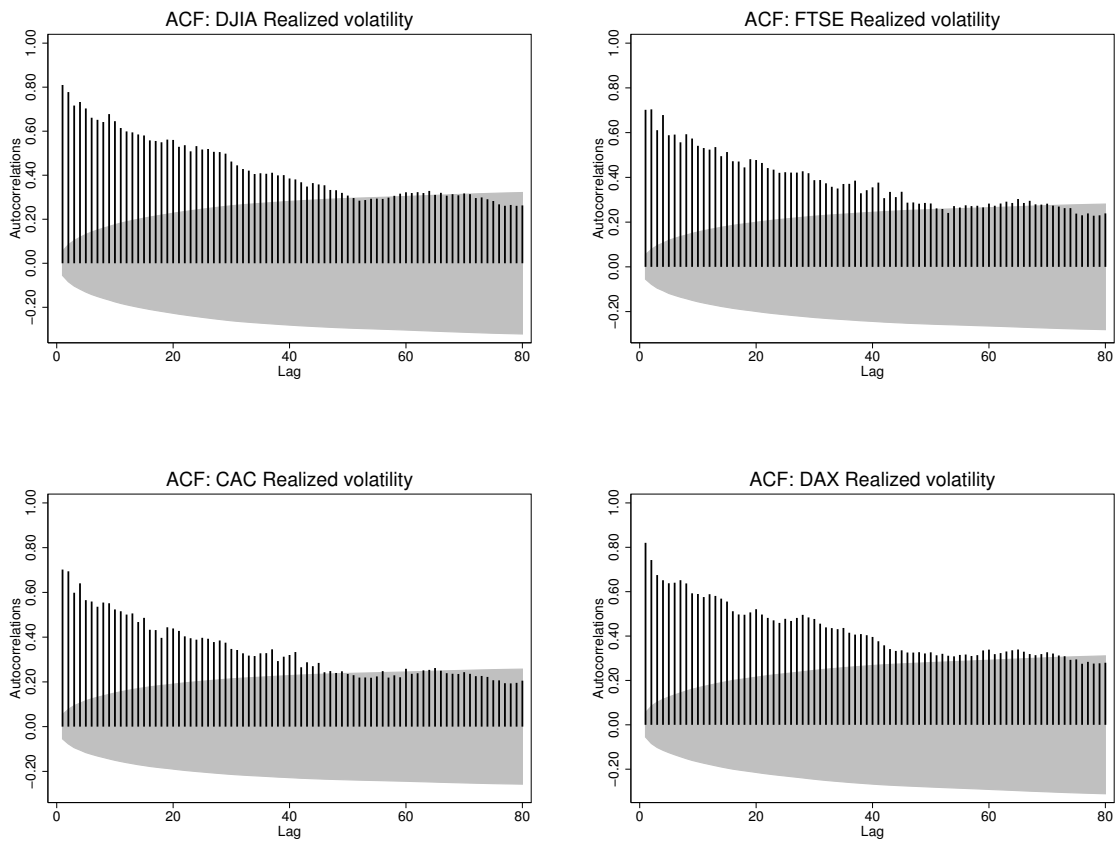 ACF: DJIA Realized volatility
Autocorrelations
1.00
0.80
0.60
0.40
0.20
0.00
−0.20
0 20 40 60 80
Lag
ACF: FTSE Realized volatility
Autocorrelations
1.00
0.80
0.60
0.40
0.20
0.00
−0.20
0 20 40 60 80
Lag
ACF: CAC Realized volatility
Autocorrelations
1.00
0.80
0.60
0.40
0.20
0.00
−0.20
0 20 40 60 80
Lag
ACF: DAX Realized volatility
Autocorrelations
1.00
0.80
0.60
0.40
0.20
0.00
−0.20
0 20 40 60 80
Lag